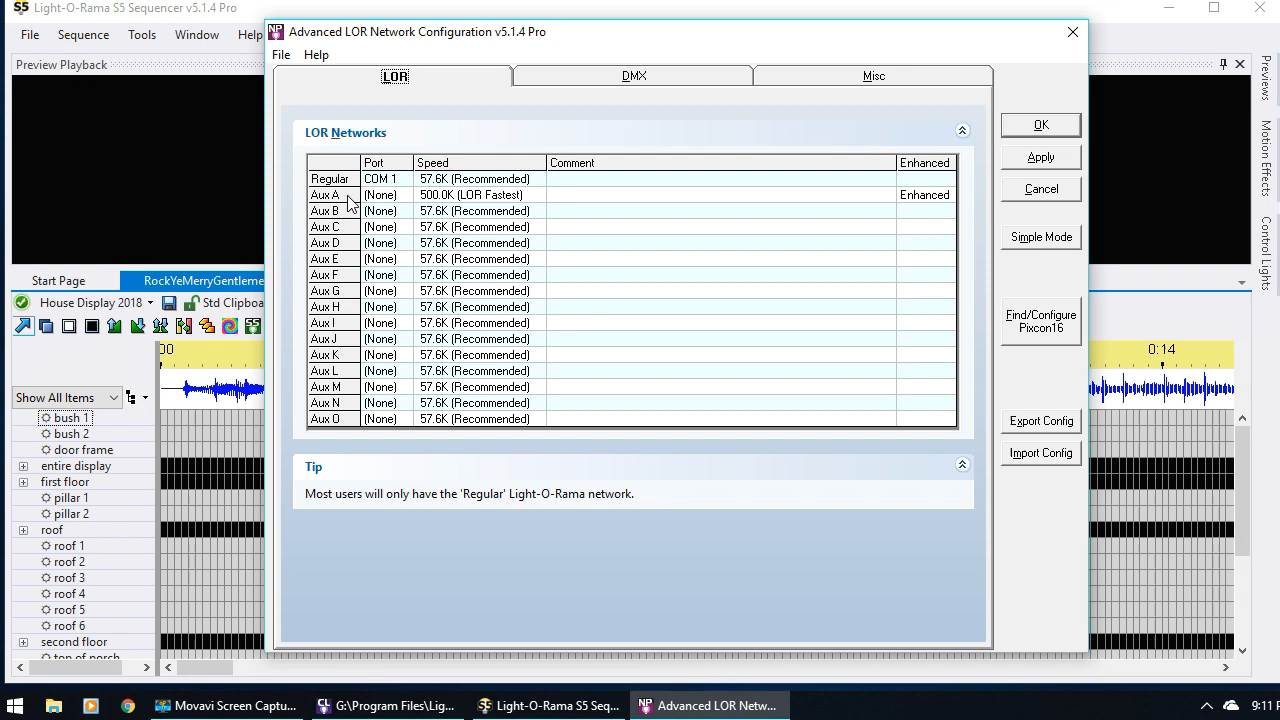 Light-O-Rama S5 Sequencer v5.1.4 Pro
File Sequence Tools Window Help
Preview Playback
Previews
Motion Effects
Control Lights
Start Page RockYeMerryGentleme
House Display 2018 Std Clipboa
Show All Items
00
0:14
bush 1
bush 2
door frame
entire display
first floor
pillar 1
pillar 2
roof
roof 1
roof 2
roof 3
roof 4
roof 5
roof 6
second floor
top of porch
Advanced LOR Network Configuration v5.1.4 Pro
File Help
LOR DMX Misc
LOR Networks
Port Speed Comment Enhanced
Regular COM 1 57.6K (Recommended)
Aux A (None) 500.0K (LOR Fastest) Enhanced
Aux B (None) 57.6K (Recommended)
Aux C (None) 57.6K (Recommended)
Aux D (None) 57.6K (Recommended)
Aux E (None) 57.6K (Recommended)
Aux F (None) 57.6K (Recommended)
Aux G (None) 57.6K (Recommended)
Aux H (None) 57.6K (Recommended)
Aux I (None) 57.6K (Recommended)
Aux J (None) 57.6K (Recommended)
Aux K (None) 57.6K (Recommended)
Aux L (None) 57.6K (Recommended)
Aux M (None) 57.6K (Recommended)
Aux N (None) 57.6K (Recommended)
Aux O (None) 57.6K (Recommended)
Tip
Most users will only have the 'Regular' Light-O-Rama network.
OK
Apply
Cancel
Simple Mode
Find/Configure
Pixcon16
Export Config
Import Config
Movavi Screen Captu... G:\Program Files\Lig... Light-O-Rama S5 Seq... Advanced LOR Netw... 9:11 P